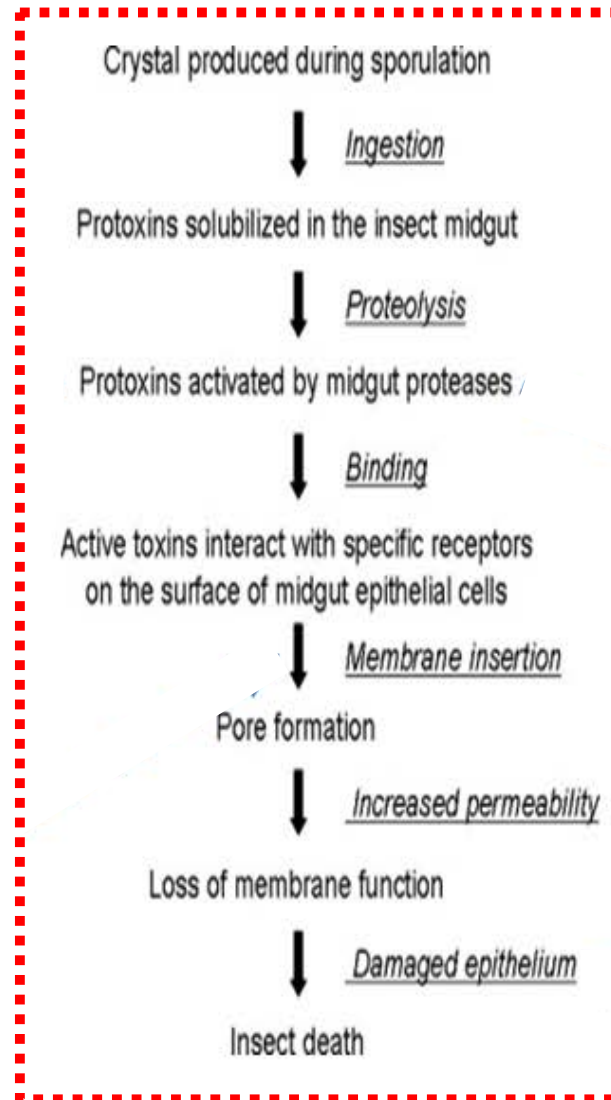 Crystal produced during sporulation
Ingestion
Protoxins solubilized in the insect midgut
Proteolysis
Protoxins activated by midgut proteases
Binding
Active toxins interact with specific receptors
on the surface of midgut epithelial cells
Membrane insertion
Pore formation
Increased permeability
Loss of membrane function
Damaged epithelium
Insect death